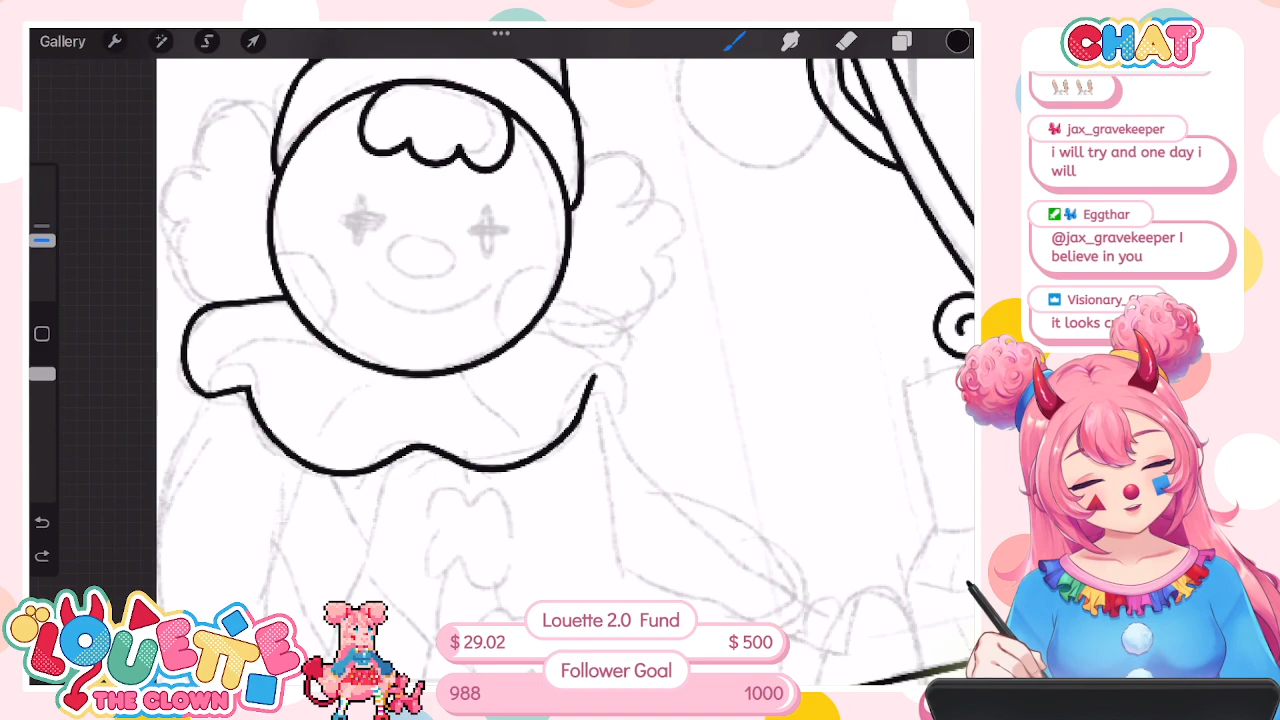 Gallery
CHAT
jax_gravekeeper
i will try and one day i
will
Eggthar
@jax_gravekeeper I
believe in you
it looks
LOUETTE
THE CLOWN
Louette 2.0 Fund
$ 29.02 $ 500
Follower Goal
988 1000